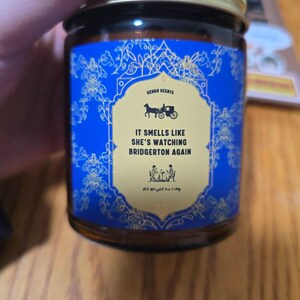 IT SMELLS LIKE
SHE'S WATCHING
BRIDGERTON AGAIN